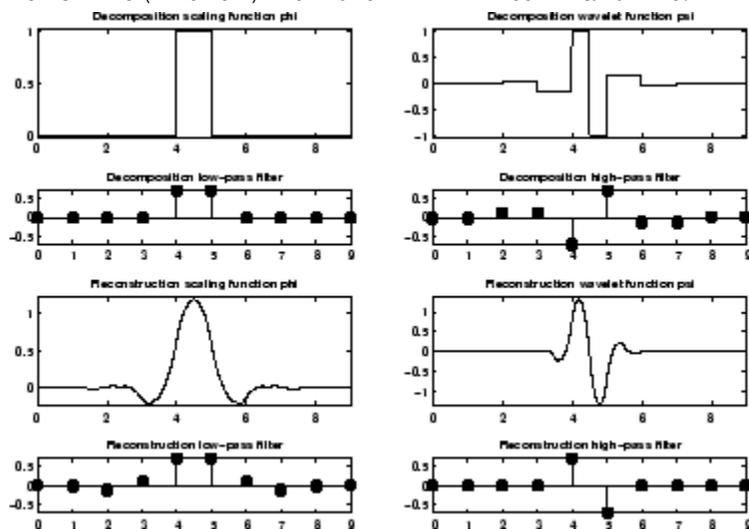 Decomposition scaling function phi
Decomposition wavelet function psi
1
0.5
0
0 2 4 6 8
1
0.5
0
-0.5
-1
0 2 4 6 8
Decomposition low-pass filter
Decomposition high-pass filter
0.5
0
-0.5
0 1 2 3 4 5 6 7 8 9
0.5
0
-0.5
0 1 2 3 4 5 6 7 8 9
Reconstruction scaling function phi
Reconstruction wavelet function psi
1
0.5
0
0 2 4 6 8
1
0.5
0
-0.5
-1
0 2 4 6 8
Reconstruction low-pass filter
Reconstruction high-pass filter
0.5
0
-0.5
0 1 2 3 4 5 6 7 8 9
0.5
0
-0.5
0 1 2 3 4 5 6 7 8 9